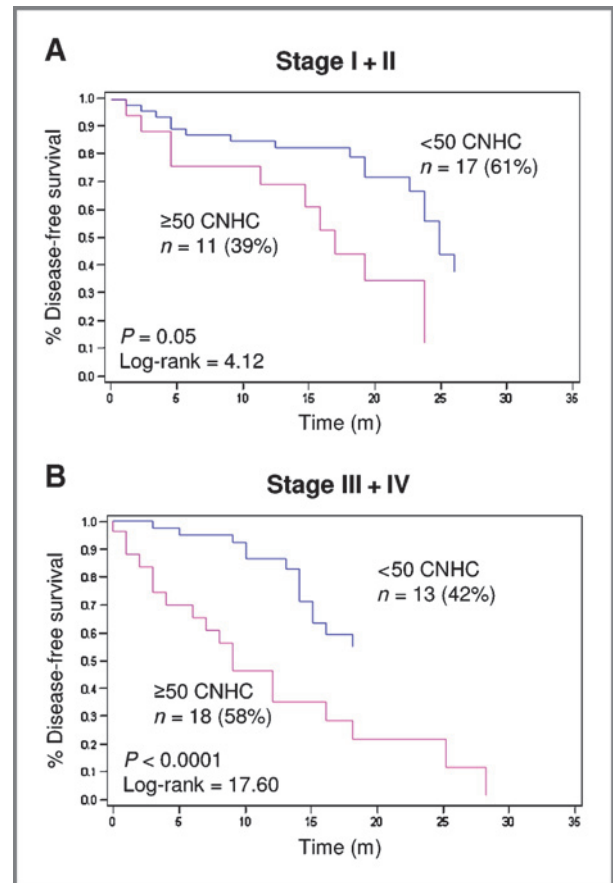 A
Stage I + II
% Disease-free survival
1.0
0.9
0.8
0.7
0.6
0.5
0.4
0.3
0.2
0.1
0.0
<50 CNHC
n = 17 (61%)
≥50 CNHC
n = 11 (39%)
P = 0.05
Log-rank = 4.12
0 5 10 15 20 25 30 35
Time (m)
B
Stage III + IV
% Disease-free survival
1.0
0.9
0.8
0.7
0.6
0.5
0.4
0.3
0.2
0.1
0.0
<50 CNHC
n = 13 (42%)
≥50 CNHC
n = 18 (58%)
P < 0.0001
Log-rank = 17.60
0 5 10 15 20 25 30 35
Time (m)